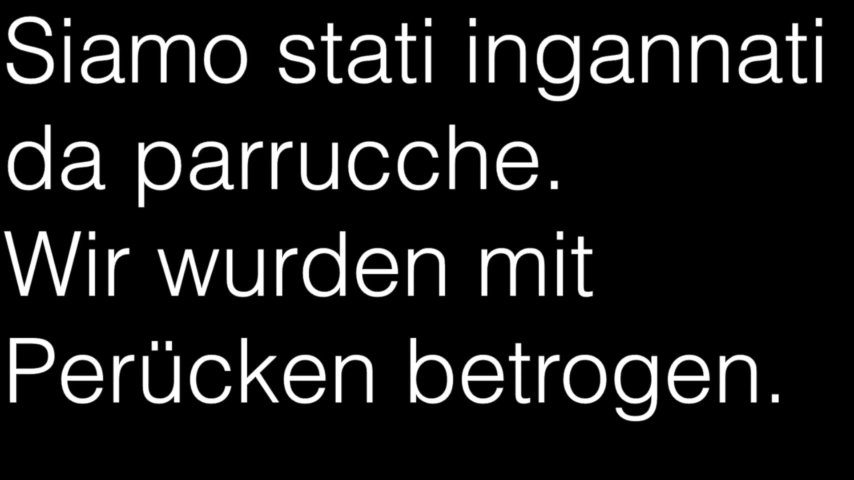 Siamo stati ingannati
da parrucche.
Wir wurden mit
Perücken betrogen.